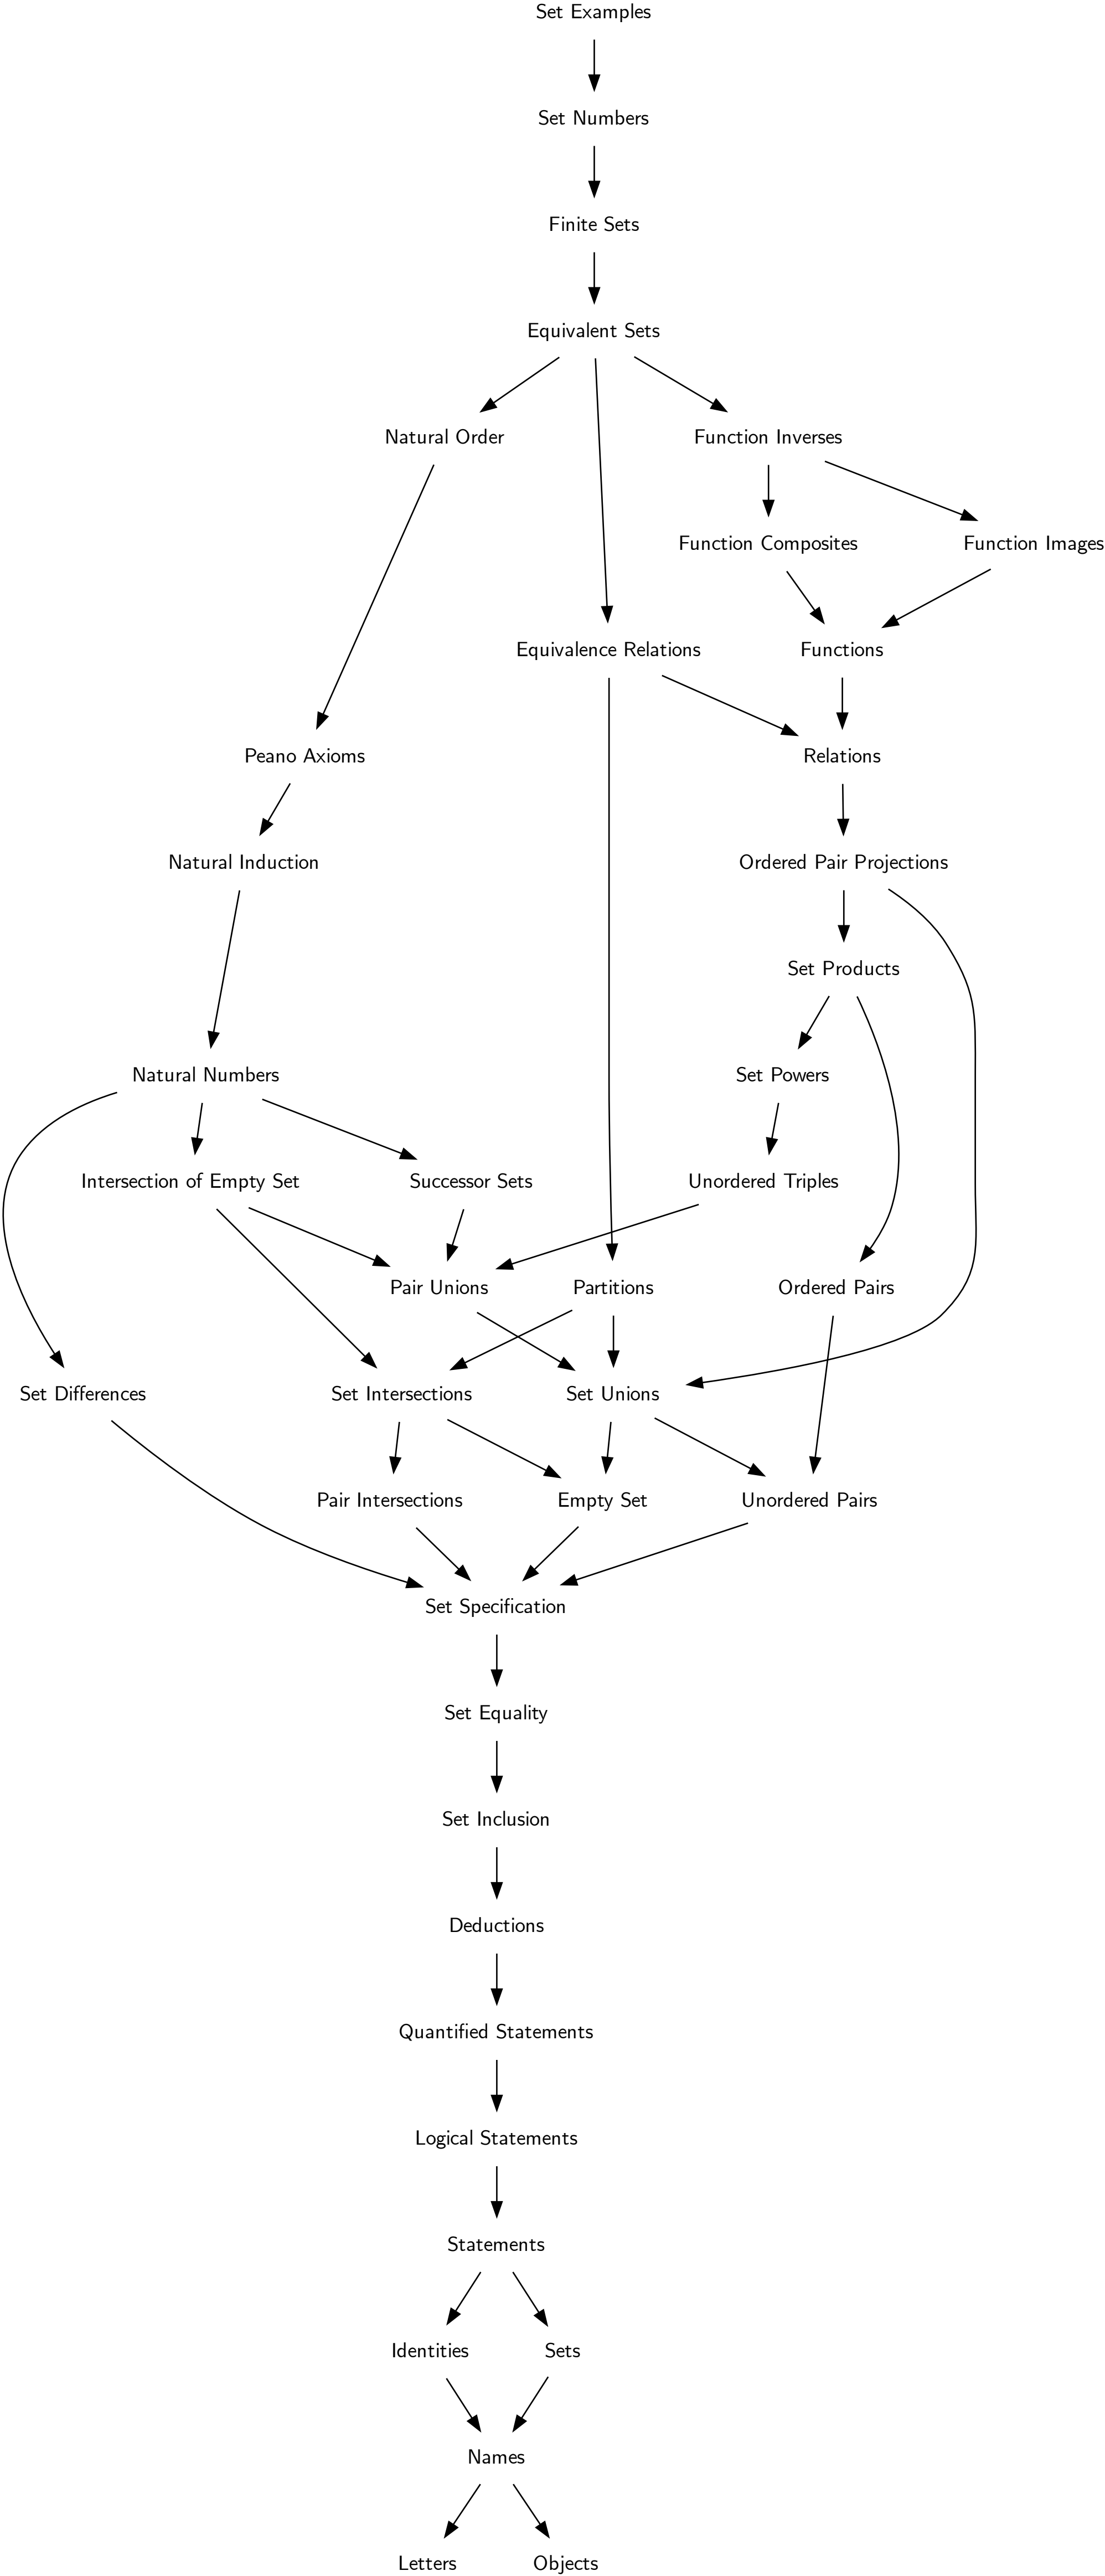 Set Examples
Set Numbers
Finite Sets
Equivalent Sets
Natural Order
Function Inverses
Function Composites
Function Images
Equivalence Relations
Functions
Peano Axioms
Relations
Natural Induction
Ordered Pair Projections
Set Products
Natural Numbers
Set Powers
Intersection of Empty Set
Successor Sets
Unordered Triples
Pair Unions
Partitions
Ordered Pairs
Set Differences
Set Intersections
Set Unions
Pair Intersections
Empty Set
Unordered Pairs
Set Specification
Set Equality
Set Inclusion
Deductions
Quantified Statements
Logical Statements
Statements
Identities
Sets
Names
Letters
Objects